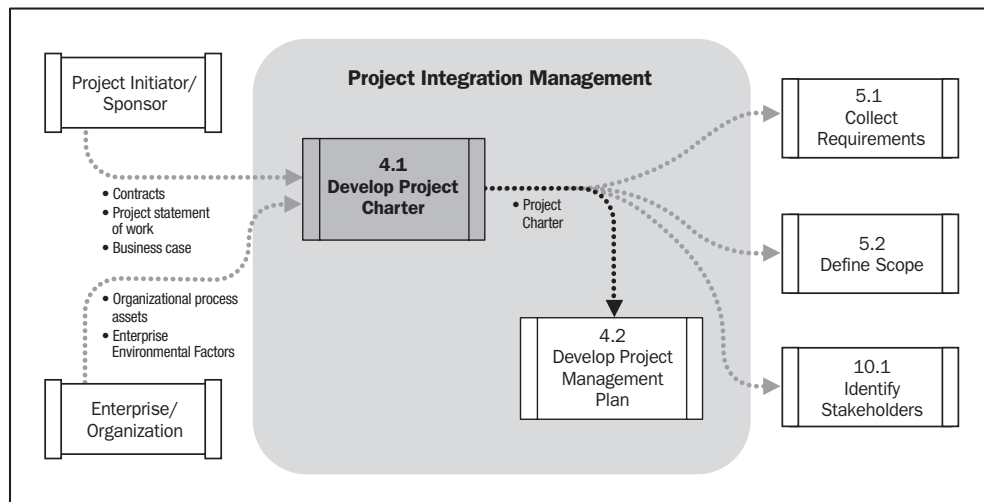 Project Initiator/
Sponsor
• Contracts
• Project statement
of work
• Business case
• Organizational process
assets
• Enterprise
Environmental Factors
Enterprise/
Organization
Project Integration Management
4.1
Develop Project
Charter
• Project
Charter
4.2
Develop Project
Management
Plan
5.1
Collect
Requirements
5.2
Define Scope
10.1
Identify
Stakeholders